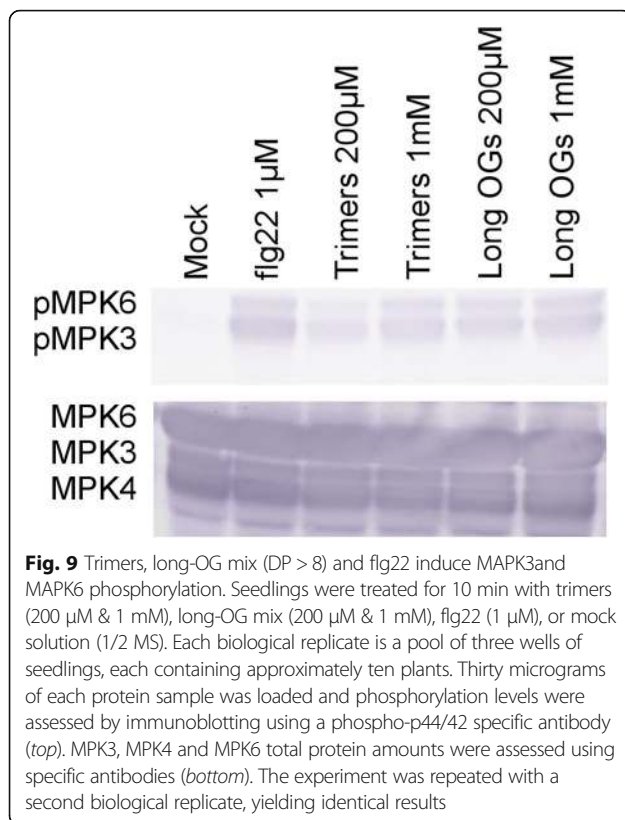 Mock
flg22 1μM
Trimers 200μM
Trimers 1mM
Long OGs 200μM
Long OGs 1mM
pMPK6
pMPK3
MPK6
MPK3
MPK4
Fig. 9 Trimers, long-OG mix (DP > 8) and flg22 induce MAPK3and
MAPK6 phosphorylation. Seedlings were treated for 10 min with trimers
(200 μM & 1 mM), long-OG mix (200 μM & 1 mM), flg22 (1 μM), or mock
solution (1/2 MS). Each biological replicate is a pool of three wells of
seedlings, each containing approximately ten plants. Thirty micrograms
of each protein sample was loaded and phosphorylation levels were
assessed by immunoblotting using a phospho-p44/42 specific antibody
(top). MPK3, MPK4 and MPK6 total protein amounts were assessed using
specific antibodies (bottom). The experiment was repeated with a
second biological replicate, yielding identical results